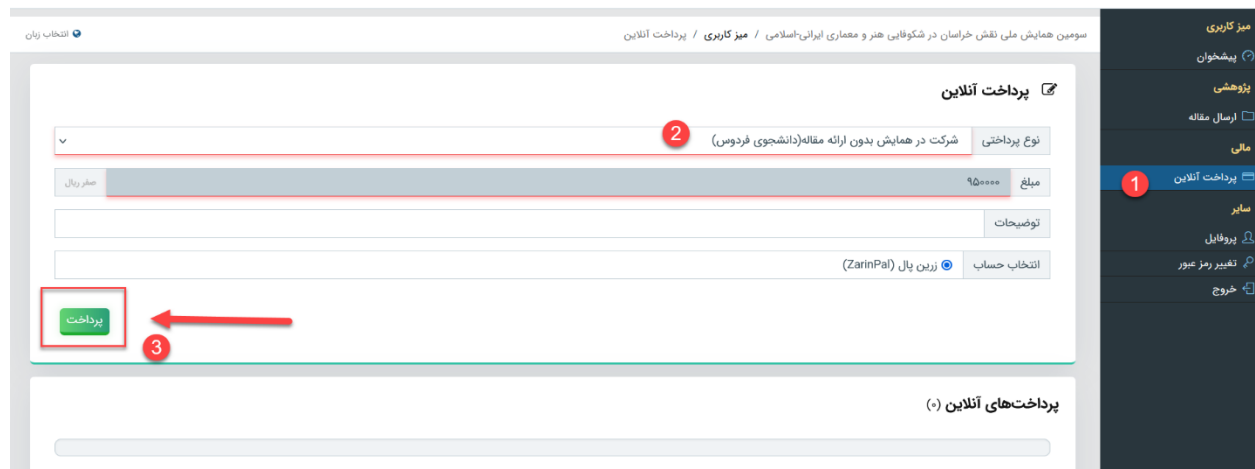 میز کاربری
پیشخوان
پژوهشی
ارسال مقاله
مالی
پرداخت آنلاین
1
سایر
پروفایل
تغییر رمز عبور
خروج
سومین همایش ملی نقش خراسان در شکوفایی هنر و معماری ایرانی-اسلامی / میز کاربری / پرداخت آنلاین
انتخاب زبان
پرداخت آنلاین
نوع پرداختی شرکت در همایش بدون ارائه مقاله(دانشجوی فردوس) 2
مبلغ ۹۵۰۰۰۰ صفر ریال
توضیحات
انتخاب حساب زرین پال (ZarinPal)
پرداخت
3
پرداخت‌های آنلاین (۰)